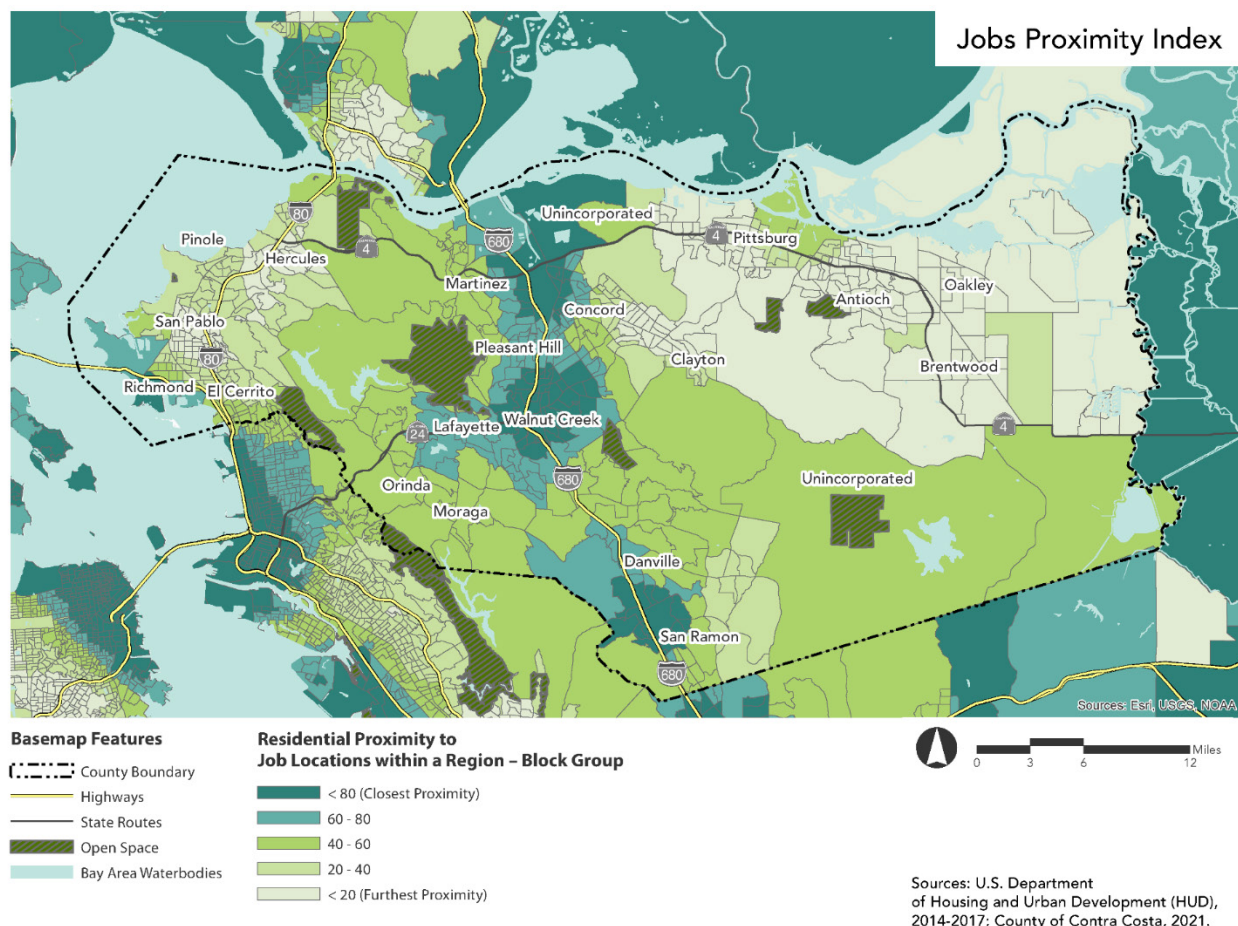 Jobs Proximity Index
Unincorporated
80
680
4
Pittsburg
Pinole
4
Hercules
Martinez
Oakley
Antioch
Concord
San Pablo
Pleasant Hill
80
Clayton
Brentwood
Richmond
El Cerrito
Walnut Creek
Lafayette
24
4
680
Unincorporated
Orinda
Moraga
Danville
San Ramon
680
Sources: Esri, USGS, NOAA
Basemap Features
County Boundary
Highways
State Routes
Open Space
Bay Area Waterbodies
Residential Proximity to
Job Locations within a Region – Block Group
< 80 (Closest Proximity)
60 - 80
40 - 60
20 - 40
< 20 (Furthest Proximity)
Miles
0 3 6 12
Sources: U.S. Department
of Housing and Urban Development (HUD),
2014-2017; County of Contra Costa, 2021.